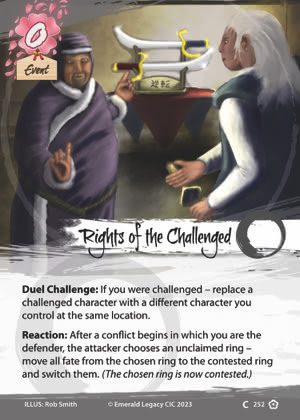 0
Event
逆転
Rights of the Challenged
Duel Challenge: If you were challenged – replace a
challenged character with a different character you
control at the same location.
Reaction: After a conflict begins in which you are the
defender, the attacker chooses an unclaimed ring –
move all fate from the chosen ring to the contested ring
and switch them. (The chosen ring is now contested.)
ILLUS: Rob Smith © Emerald Legacy CIC 2023 C 252